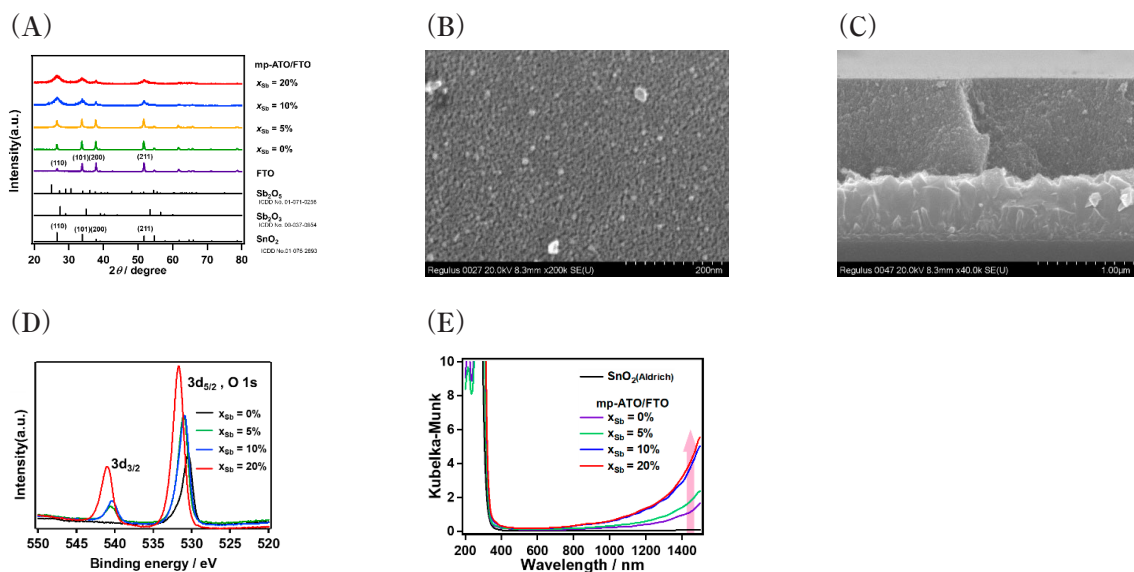 (A)
mp-ATO/FTO
xSb = 20%
xSb = 10%
xSb = 5%
xSb = 0%
(110) (101)(200) (211)
FTO
Sb2O5
ICDD No. 01-071-0256
Sb2O3
ICDD No.
SnO2
(110) (101)(200) (211)
ICDD No.
20 30 40 50 60 70 80
2θ / degree
Intensity(a.u.)
(B)
Regulus 0027 20.0kV 8.3mm x200k SE(U) 200nm
(C)
Regulus 0047 20.0kV 8.3mm x40.0k SE(U) 1.00μm
(D)
3d5/2 , O 1s
xSb = 0%
xSb = 5%
xSb = 10%
xSb = 20%
3d3/2
550 545 540 535 530 525 520
Binding energy / eV
Intensity(a.u.)
(E)
10
8
6
4
2
0
SnO2(Aldrich)
mp-ATO/FTO
xSb = 0%
xSb = 5%
xSb = 10%
xSb = 20%
200 400 600 800 1000 1200 1400
Wavelength / nm
Kubelka-Munk